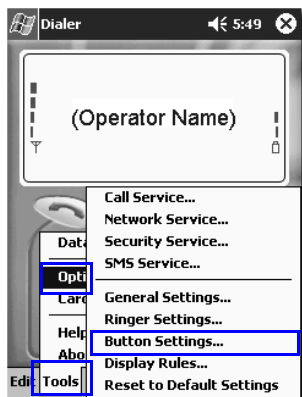 Dialer 5:49
(Operator Name)
Call Service...
Network Service...
Security Service...
SMS Service...
General Settings...
Ringer Settings...
Button Settings...
Display Rules...
Reset to Default Settings
Data
Opti
Card
Help
Abo
Edit Tools